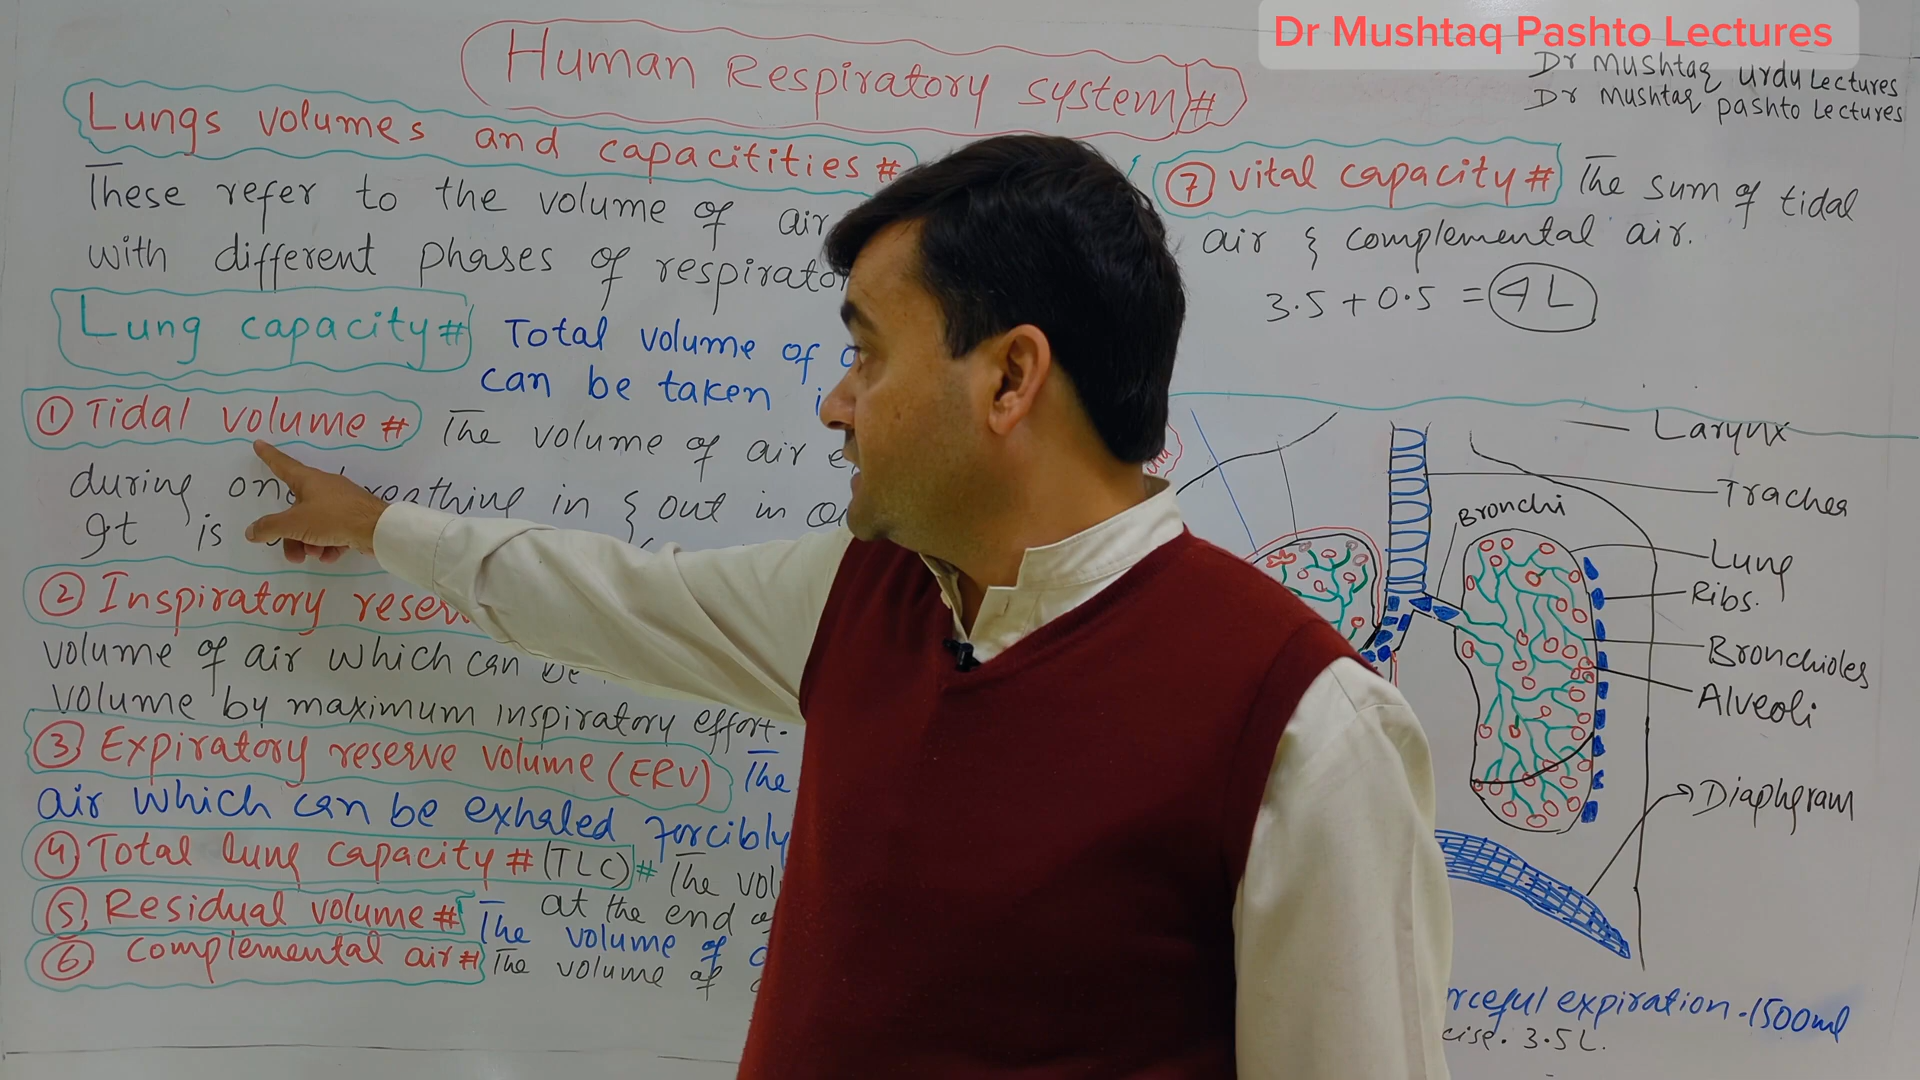 Dr Mushtaq Pashto Lectures
Human Respiratory system #
Dr Mushtaq Urdu Lectures
Dr Mushtaq Pashto Lectures
Lungs volumes and capacitities #
These refer to the volume of air
with different phases of respirato
Lung capacity # Total volume of
can be taken
① Tidal volume # The volume of air
during one breathing in & out in
It is
② Inspiratory reser
volume of air which can be
volume by maximum inspiratory effort.
③ Expiratory reserve volume (ERV) The
air which can be exhaled forcibly
④ Total lung capacity # (TLC) # The vol
at the end of
⑤ Residual volume # The volume of
⑥ Complemental air # The volume of
⑦ Vital capacity # The sum of tidal
air & complemental air.
3.5 + 0.5 = 4 L
Larynx
Trachea
Bronchi
Lung
Ribs.
Bronchioles
Alveoli
Diaphgram
rceful expiration. 1500ml
cise. 3.5 L.